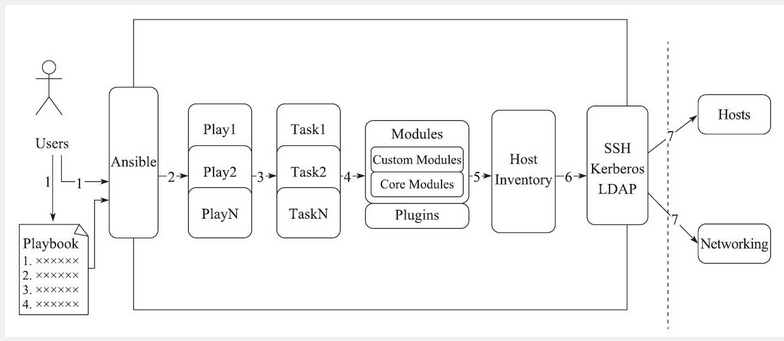 Users
1
1
Playbook
1. ××××××
2. ××××××
3. ××××××
4. ××××××
Ansible
2
Play1
Play2
PlayN
3
Task1
Task2
TaskN
4
Modules
Custom Modules
Core Modules
Plugins
5
Host
Inventory
6
SSH
Kerberos
LDAP
7
Hosts
7
Networking